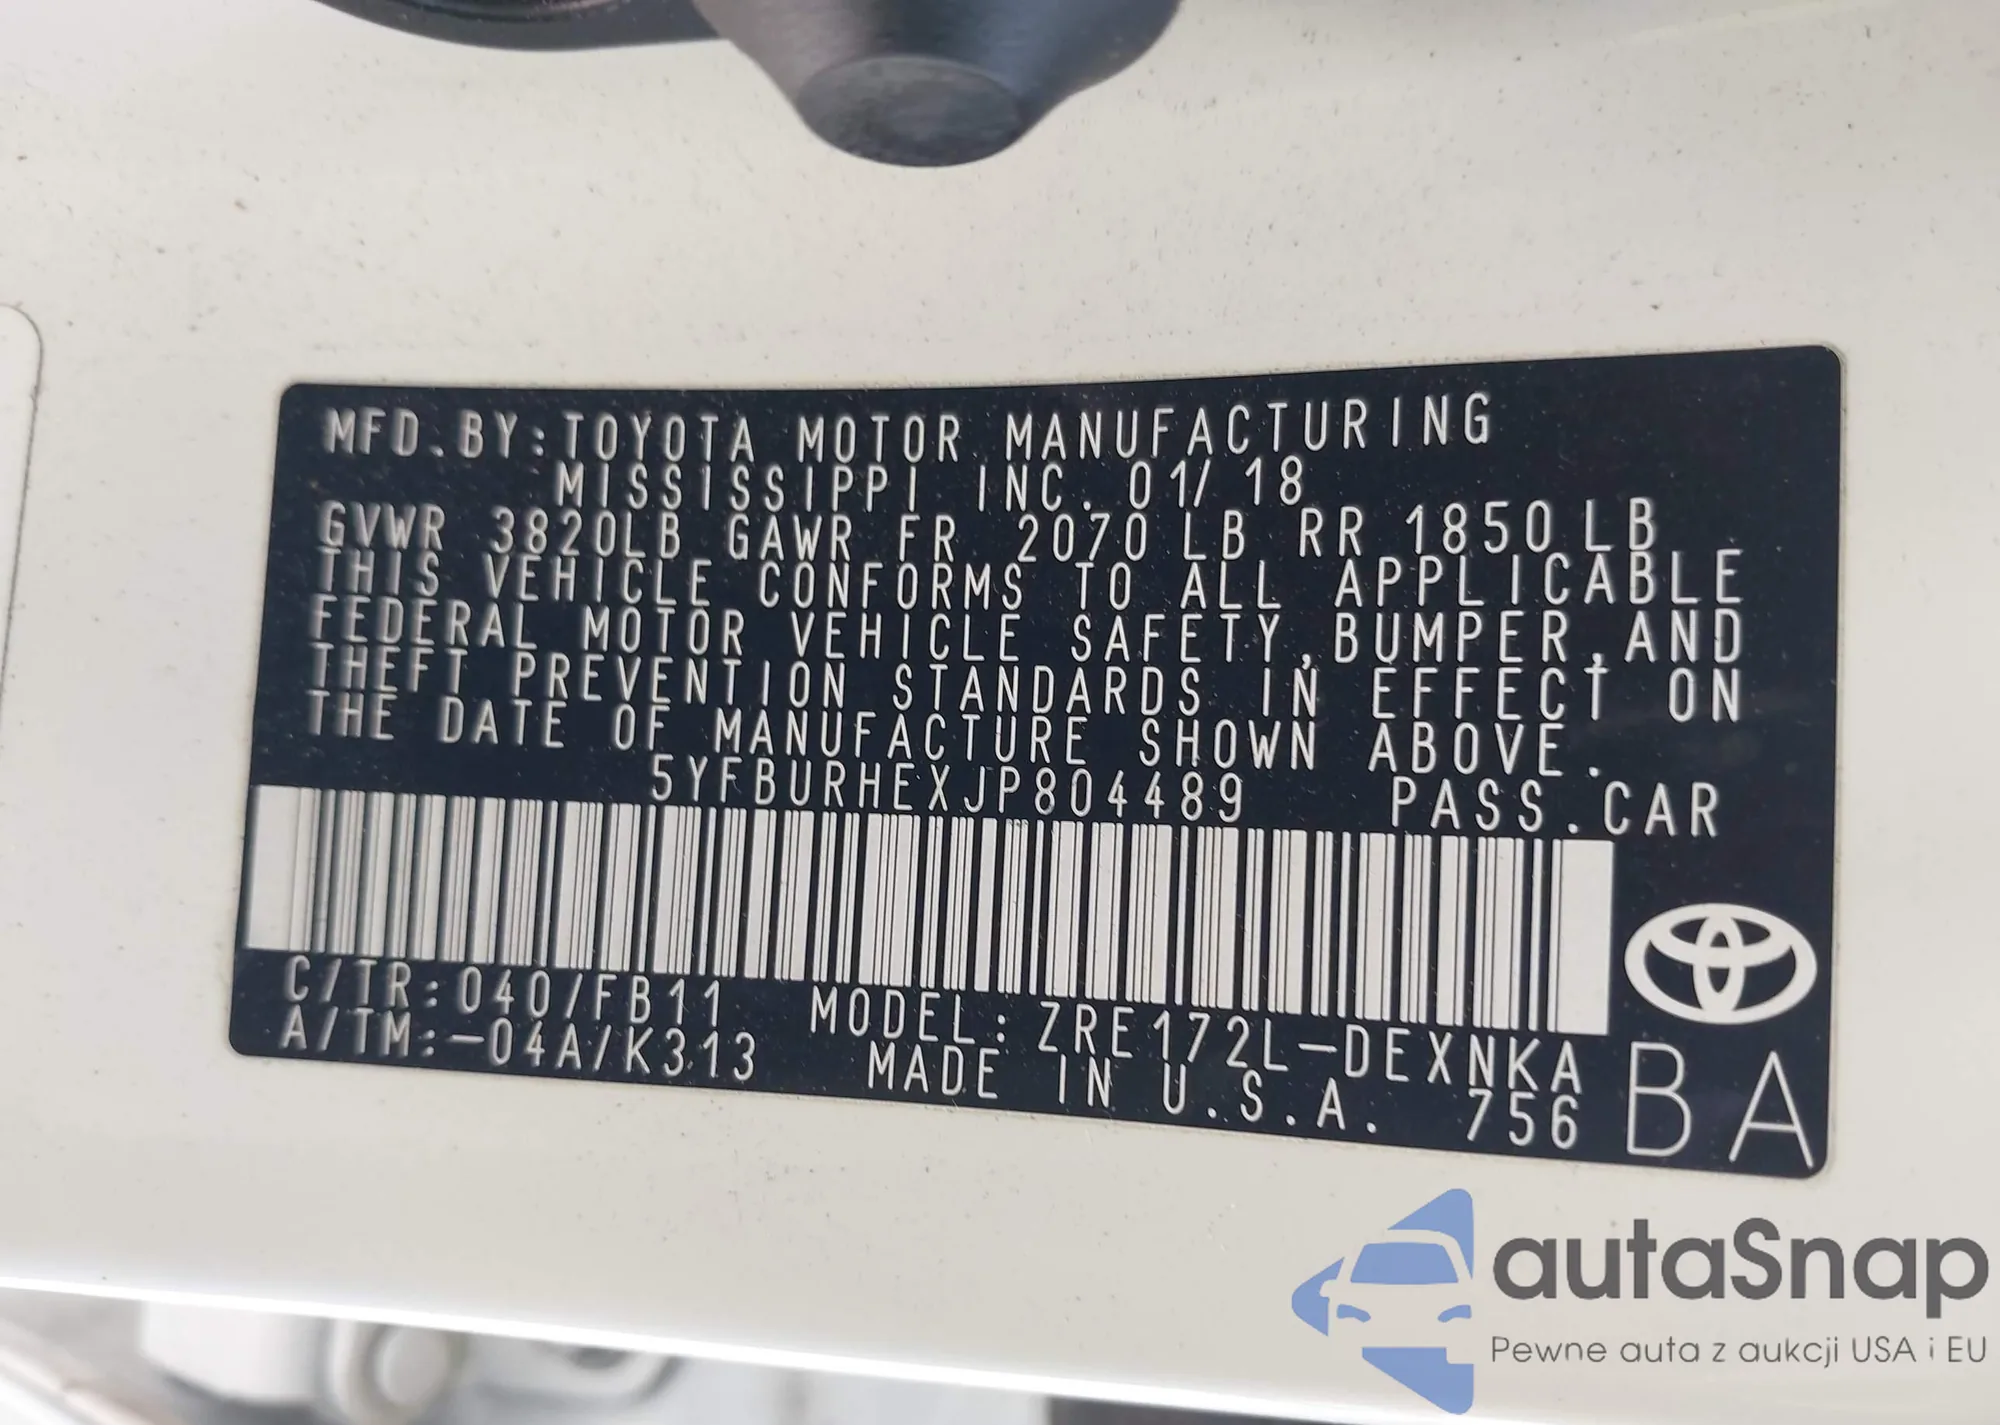 MFD.BY:TOYOTA MOTOR MANUFACTURING
MISSISSIPPI INC. 01/18
GVWR 3820LB GAWR FR 2070 LB RR 1850LB
THIS VEHICLE CONFORMS TO ALL APPLICABLE
FEDERAL MOTOR VEHICLE SAFETY,BUMPER,AND
THEFT PREVENTION STANDARDS IN EFFECT ON
THE DATE OF MANUFACTURE SHOWN ABOVE.
5YFBURHEXJP804489 PASS.CAR
C/TR:040/FB11 MODEL:ZRE172L-DEXNKA
A/TM:-04A/K313 MADE IN U.S.A. 756
BA
autaSnap
Pewne auta z aukcji USA i EU